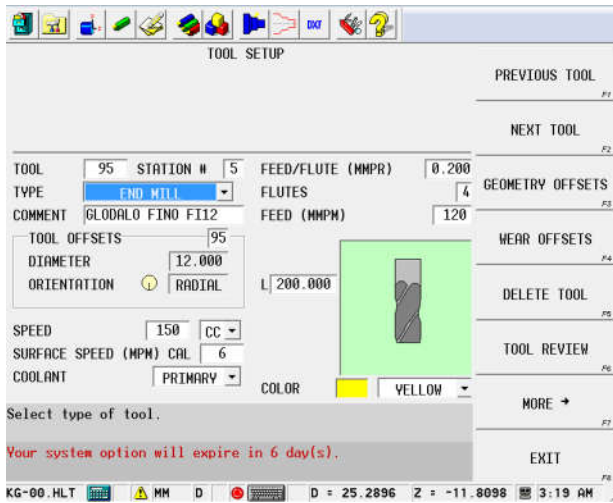 DXF
TOOL SETUP
PREVIOUS TOOL
F1
NEXT TOOL
F2
TOOL 95 STATION # 5 FEED/FLUTE (MMPR) 0.200
TYPE END MILL FLUTES 4
GEOMETRY OFFSETS
F3
COMMENT GLODALO FINO FI12 FEED (MMPM) 120
TOOL OFFSETS 95
WEAR OFFSETS
F4
DIAMETER 12.000
ORIENTATION RADIAL L 200.000
DELETE TOOL
F5
SPEED 150 CC
SURFACE SPEED (MPM) CAL 6
TOOL REVIEW
F6
COOLANT PRIMARY
COLOR YELLOW
MORE →
F7
Select type of tool.
Your system option will expire in 6 day(s).
EXIT
F8
KG-00.HLT MM D D = 25.2896 Z = -11.8098 3:19 AM